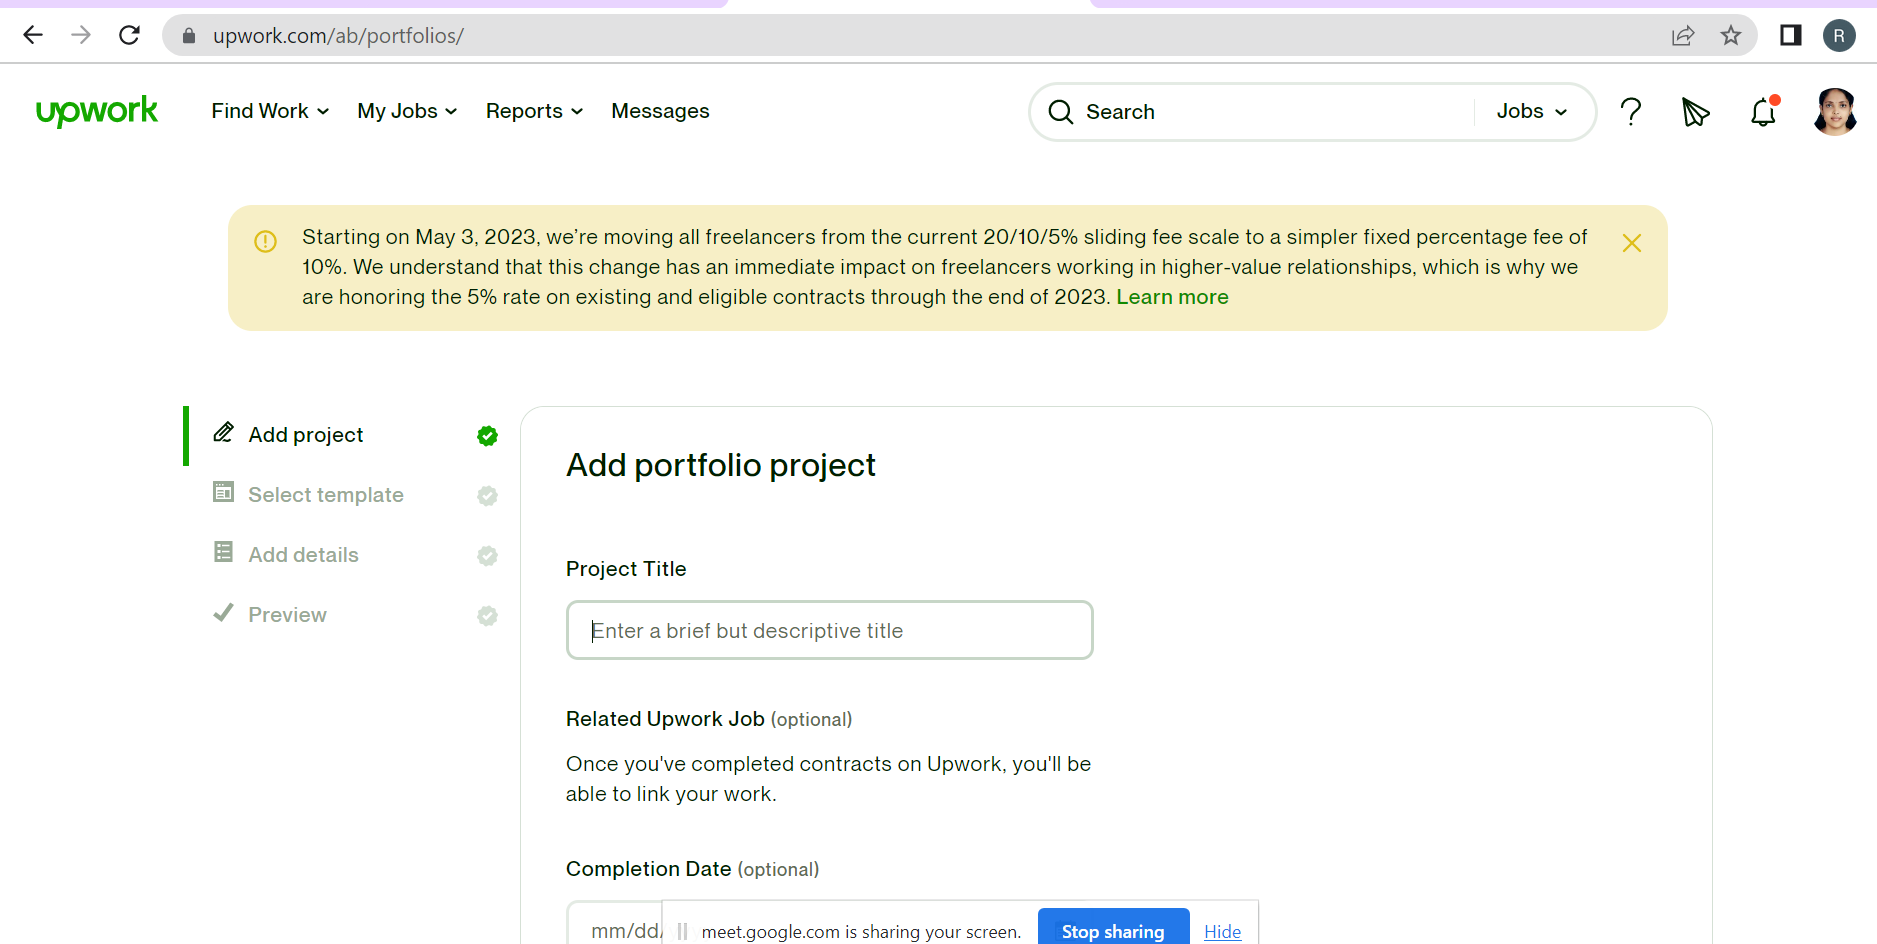 upwork.com/ab/portfolios/
R
upwork
Find Work
My Jobs
Reports
Messages
Search
Jobs
Starting on May 3, 2023, we’re moving all freelancers from the current 20/10/5% sliding fee scale to a simpler fixed percentage fee of
10%. We understand that this change has an immediate impact on freelancers working in higher-value relationships, which is why we
are honoring the 5% rate on existing and eligible contracts through the end of 2023. Learn more
Add project
Select template
Add details
Preview
Add portfolio project
Project Title
Enter a brief but descriptive title
Related Upwork Job (optional)
Once you've completed contracts on Upwork, you'll be
able to link your work.
Completion Date (optional)
mm/dd/
meet.google.com is sharing your screen.
Stop sharing
Hide